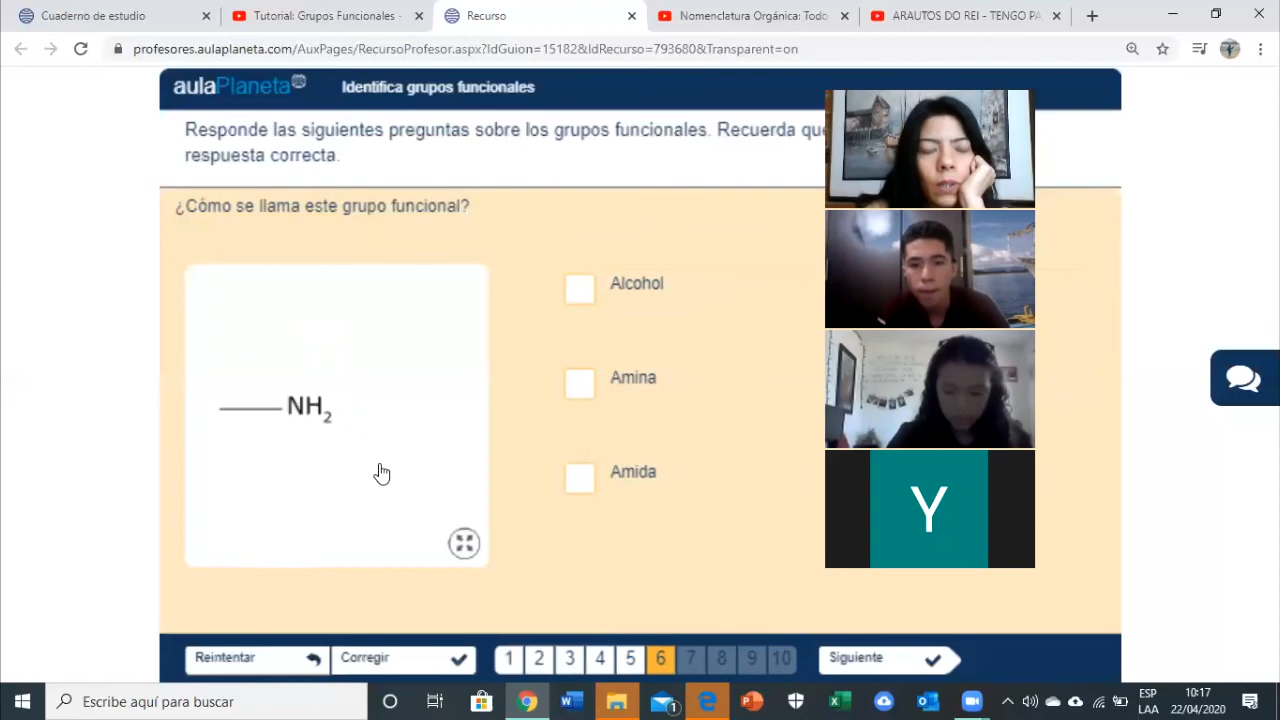 Cuaderno de estudio
Tutorial: Grupos Funcionales -
Recurso
Nomenclatura Orgánica: Todo
ARAUTOS DO REI - TENGO PA
profesores.aulaplaneta.com/AuxPages/RecursoProfesor.aspx?IdGuion=15182&IdRecurso=793680&Transparent=on
aulaPlaneta
Identifica grupos funcionales
Responde las siguientes preguntas sobre los grupos funcionales. Recuerda que
respuesta correcta.
¿Cómo se llama este grupo funcional?
Alcohol
Amina
Amida
NH2
Y
Reintentar
Corregir
1 2 3 4 5 6 7 8 9 10
Siguiente
Escribe aquí para buscar
1
ESP
LAA
10:17
22/04/2020